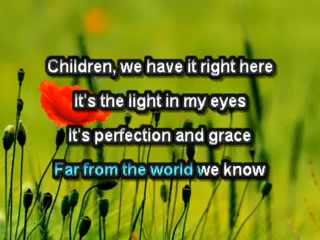 Children, we have it right here
It's the light in my eyes
It's perfection and grace
Far from the world we know